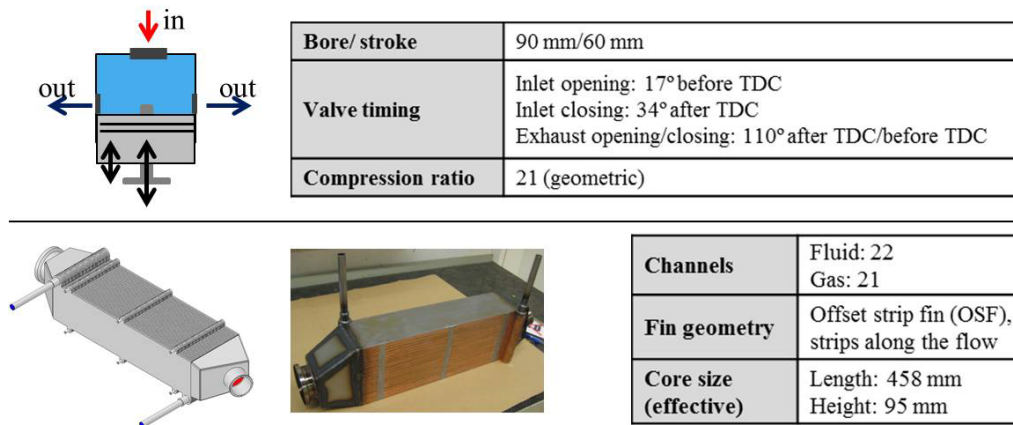 in
out out
Bore/ stroke 90 mm/60 mm
Valve timing
Inlet opening: 17° before TDC
Inlet closing: 34° after TDC
Exhaust opening/closing: 110° after TDC/before TDC
Compression ratio 21 (geometric)
Channels
Fluid: 22
Gas: 21
Fin geometry
Offset strip fin (OSF),
strips along the flow
Core size
(effective)
Length: 458 mm
Height: 95 mm